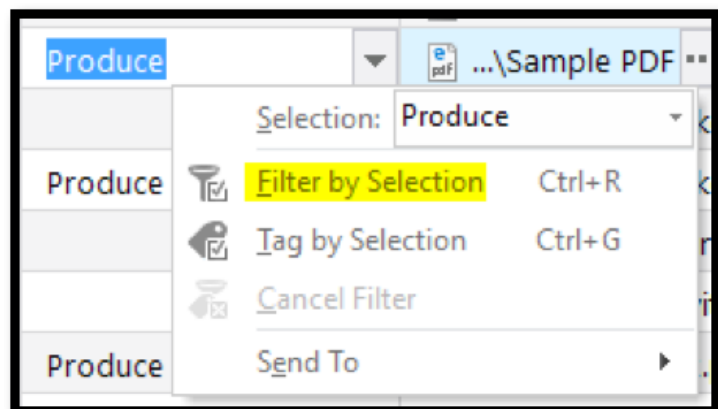 Produce ...\Sample PDF ...
Selection: Produce
Produce Filter by Selection Ctrl+R
Tag by Selection Ctrl+G
Cancel Filter
Produce Send To